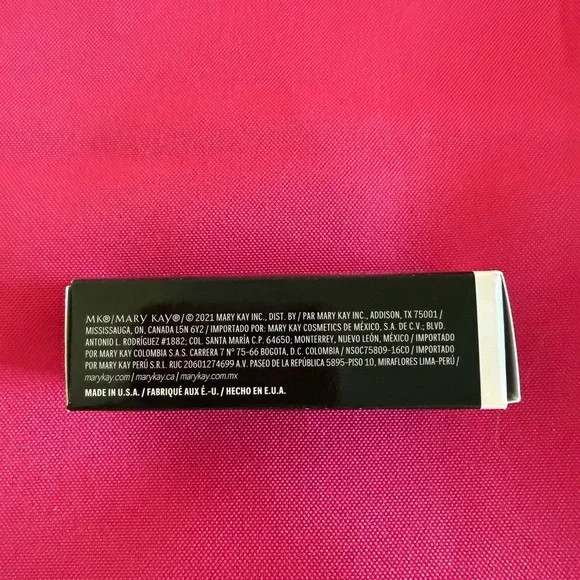 MK®/MARY KAY®/ © 2021 MARY KAY INC., DIST. BY / PAR MARY KAY INC., ADDISON, TX 75001 /
MISSISSAUGA, ON, CANADA L5N 6Y2 / IMPORTADO POR: MARY KAY COSMETICS DE MÉXICO, S.A. DE C.V.; BLVD.
ANTONIO L. RODRÍGUEZ #1882; COL. SANTA MARÍA C.P. 64650; MONTERREY, NUEVO LEÓN, MÉXICO / IMPORTADO
POR MARY KAY COLOMBIA S.A.S. CARRERA 7 N° 75-66 BOGOTA, D.C. COLOMBIA / NSOC75809-16CO / IMPORTADO
POR MARY KAY PERÚ S.R.L. RUC 20601274699 A.V. PASEO DE LA REPÚBLICA 5895-PISO 10, MIRAFLORES LIMA-PERÚ /
marykay.com | marykay.ca | marykay.com.mx
MADE IN U.S.A. / FABRIQUÉ AUX É.-U. / HECHO EN E.U.A.